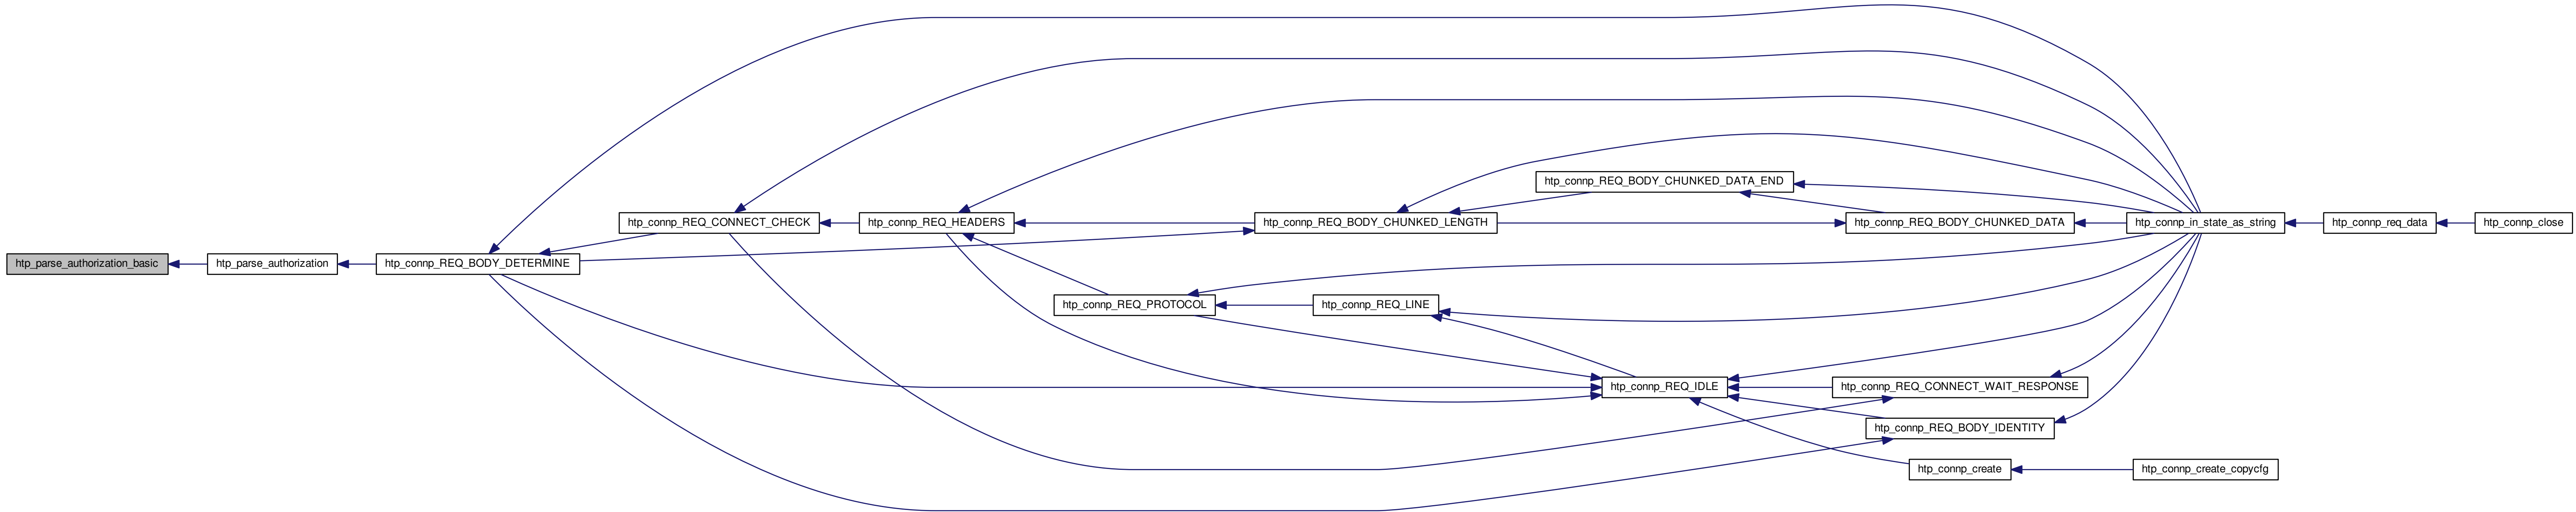 htp_parse_authorization_basic
htp_parse_authorization
htp_connp_REQ_BODY_DETERMINE
htp_connp_REQ_CONNECT_CHECK
htp_connp_REQ_HEADERS
htp_connp_REQ_PROTOCOL
htp_connp_REQ_BODY_CHUNKED_LENGTH
htp_connp_REQ_LINE
htp_connp_REQ_BODY_CHUNKED_DATA_END
htp_connp_REQ_IDLE
htp_connp_REQ_BODY_CHUNKED_DATA
htp_connp_REQ_CONNECT_WAIT_RESPONSE
htp_connp_REQ_BODY_IDENTITY
htp_connp_create
htp_connp_in_state_as_string
htp_connp_create_copycfg
htp_connp_req_data
htp_connp_close